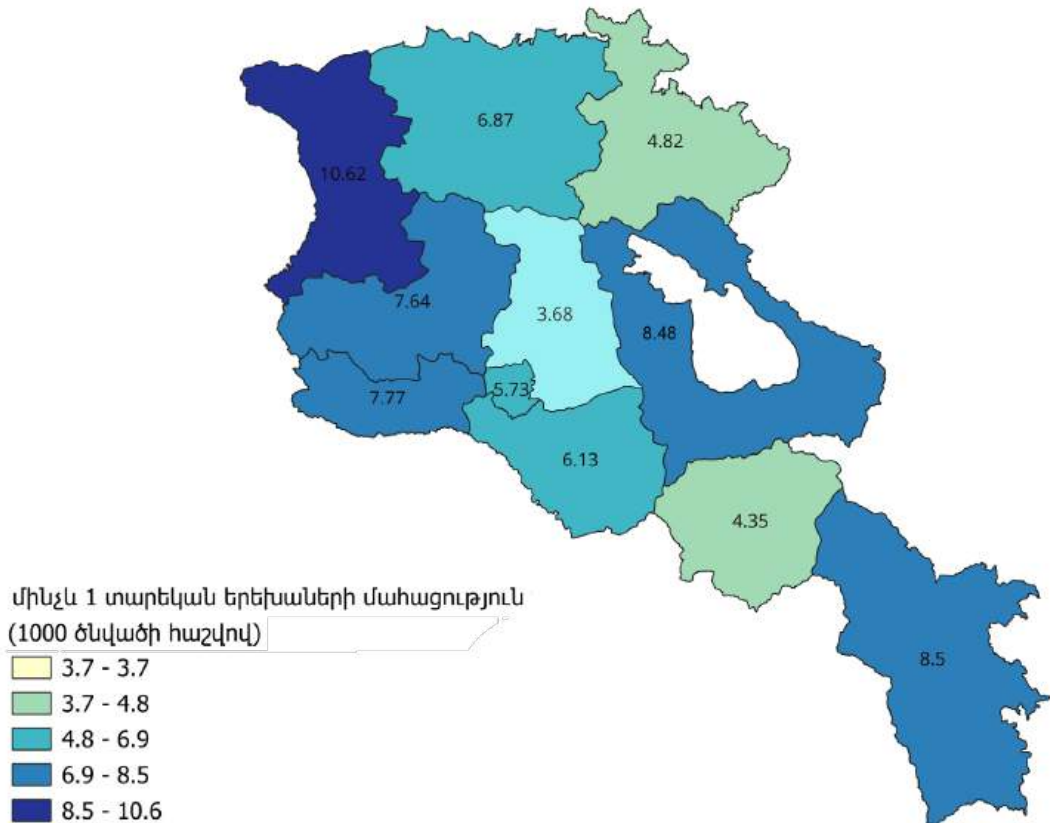 6.87
4.82
10.62
7.64
3.68
8.48
7.77
5.73
6.13
4.35
8.5
մինչև 1 տարեկան երեխաների մահացություն
(1000 ծնվածի հաշվով)
3.7 - 3.7
3.7 - 4.8
4.8 - 6.9
6.9 - 8.5
8.5 - 10.6